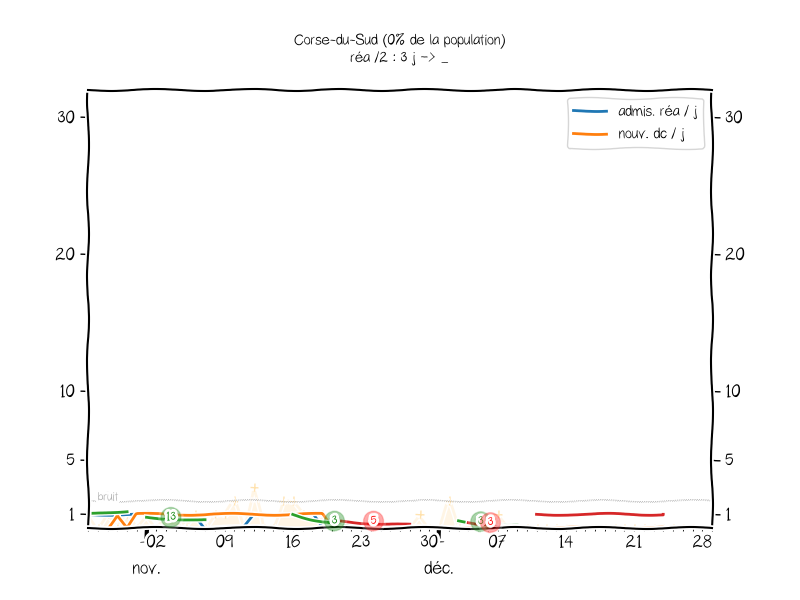 Corse-du-Sud (0% de la population)
réa /2 : 3 j -> _
admis. réa / j
nouv. dc / j
30 30
20 20
10 10
5 5
bruit
1 1
13 3 5 3 3
02 09 16 23 30 07 14 21 28
nov. déc.